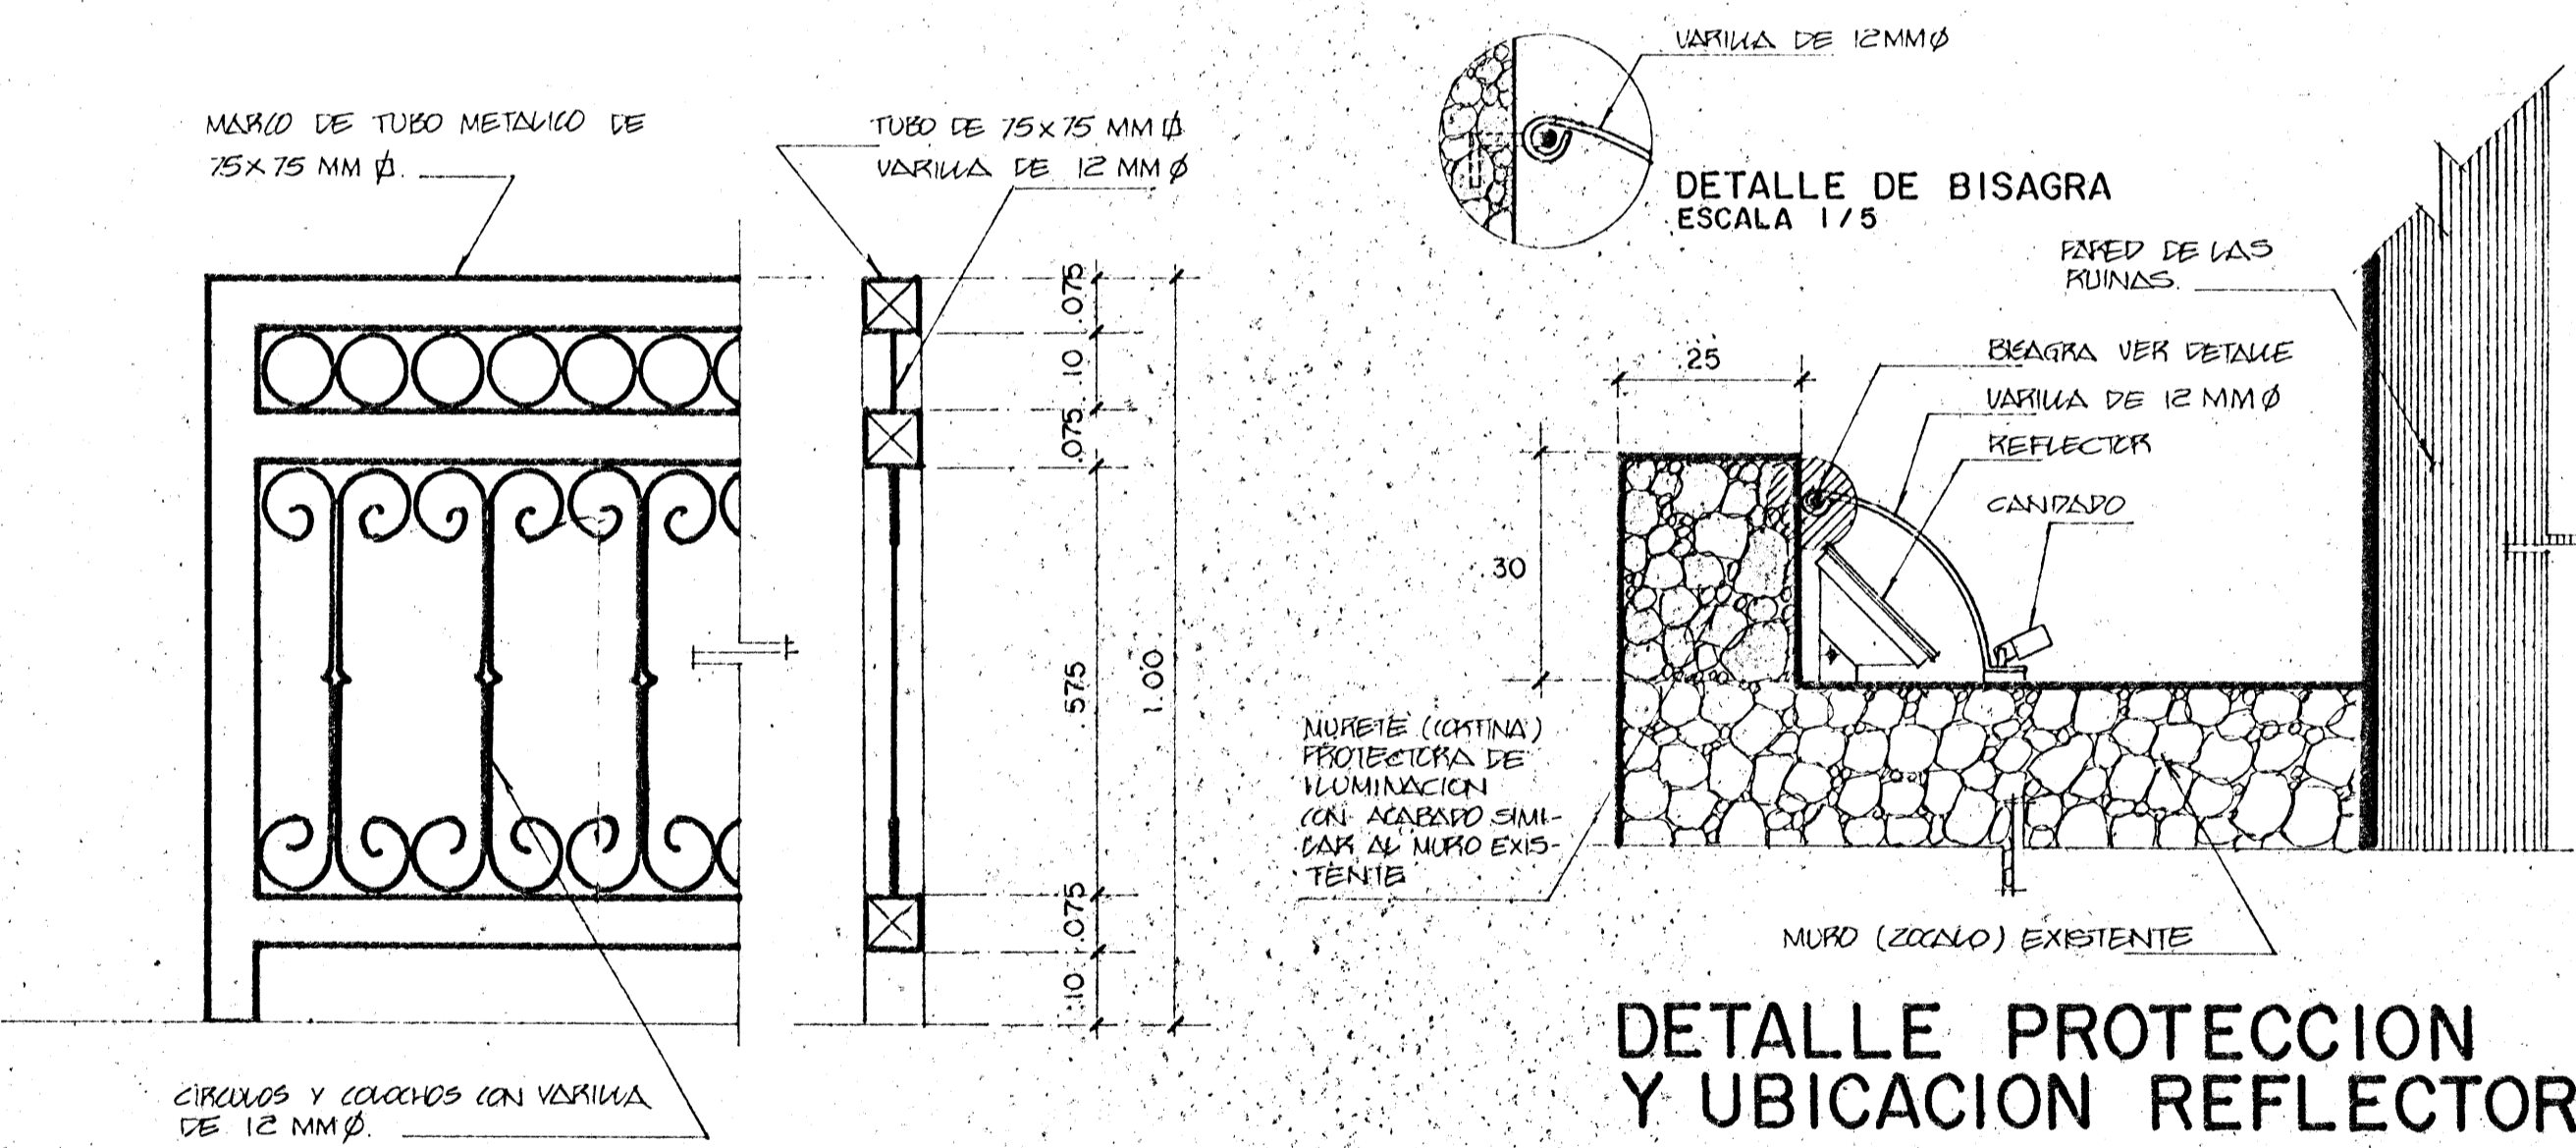 MARCO DE TUBO METALICO DE
75X75 MM Ø.
TUBO DE 75X75 MM Ø
VARILLA DE 12 MM Ø
.075
.10
.075
.575
.075
.10
1.00
CIRCULOS Y COLOCHOS CON VARILLA
DE 12 MM Ø.
VARILLA DE 12MM Ø
DETALLE DE BISAGRA
ESCALA 1/5
PARED DE LAS
RUINAS.
BISAGRA VER DETALLE
VARILLA DE 12 MM Ø
REFLECTOR
CANDADO
.25
.30
MURETE (CORTINA)
PROTECTORA DE
ILUMINACION
CON ACABADO SIMI-
LAR AL MURO EXIS-
TENTE
MURO (ZOCALO) EXISTENTE
DETALLE PROTECCION
Y UBICACION REFLECTOR